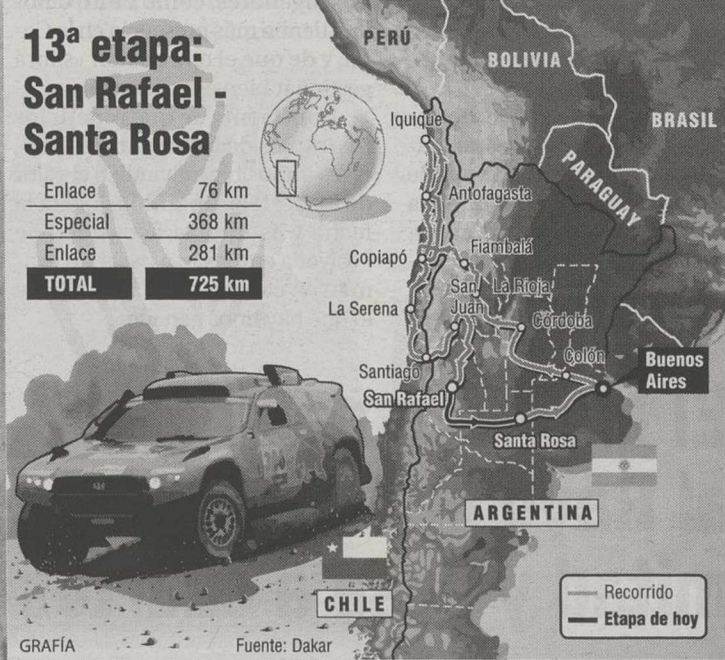 13ª etapa:
San Rafael -
Santa Rosa
Enlace 76 km
Especial 368 km
Enlace 281 km
TOTAL 725 km
PERÚ
BOLIVIA
BRASIL
PARAGUAY
Iquique
Antofagasta
Copiapó
Fiambalá
La Serena
San Juan
La Rioja
Córdoba
Santiago
Colón
San Rafael
Buenos
Aires
Santa Rosa
ARGENTINA
CHILE
Recorrido
Etapa de hoy
GRAFÍA
Fuente: Dakar